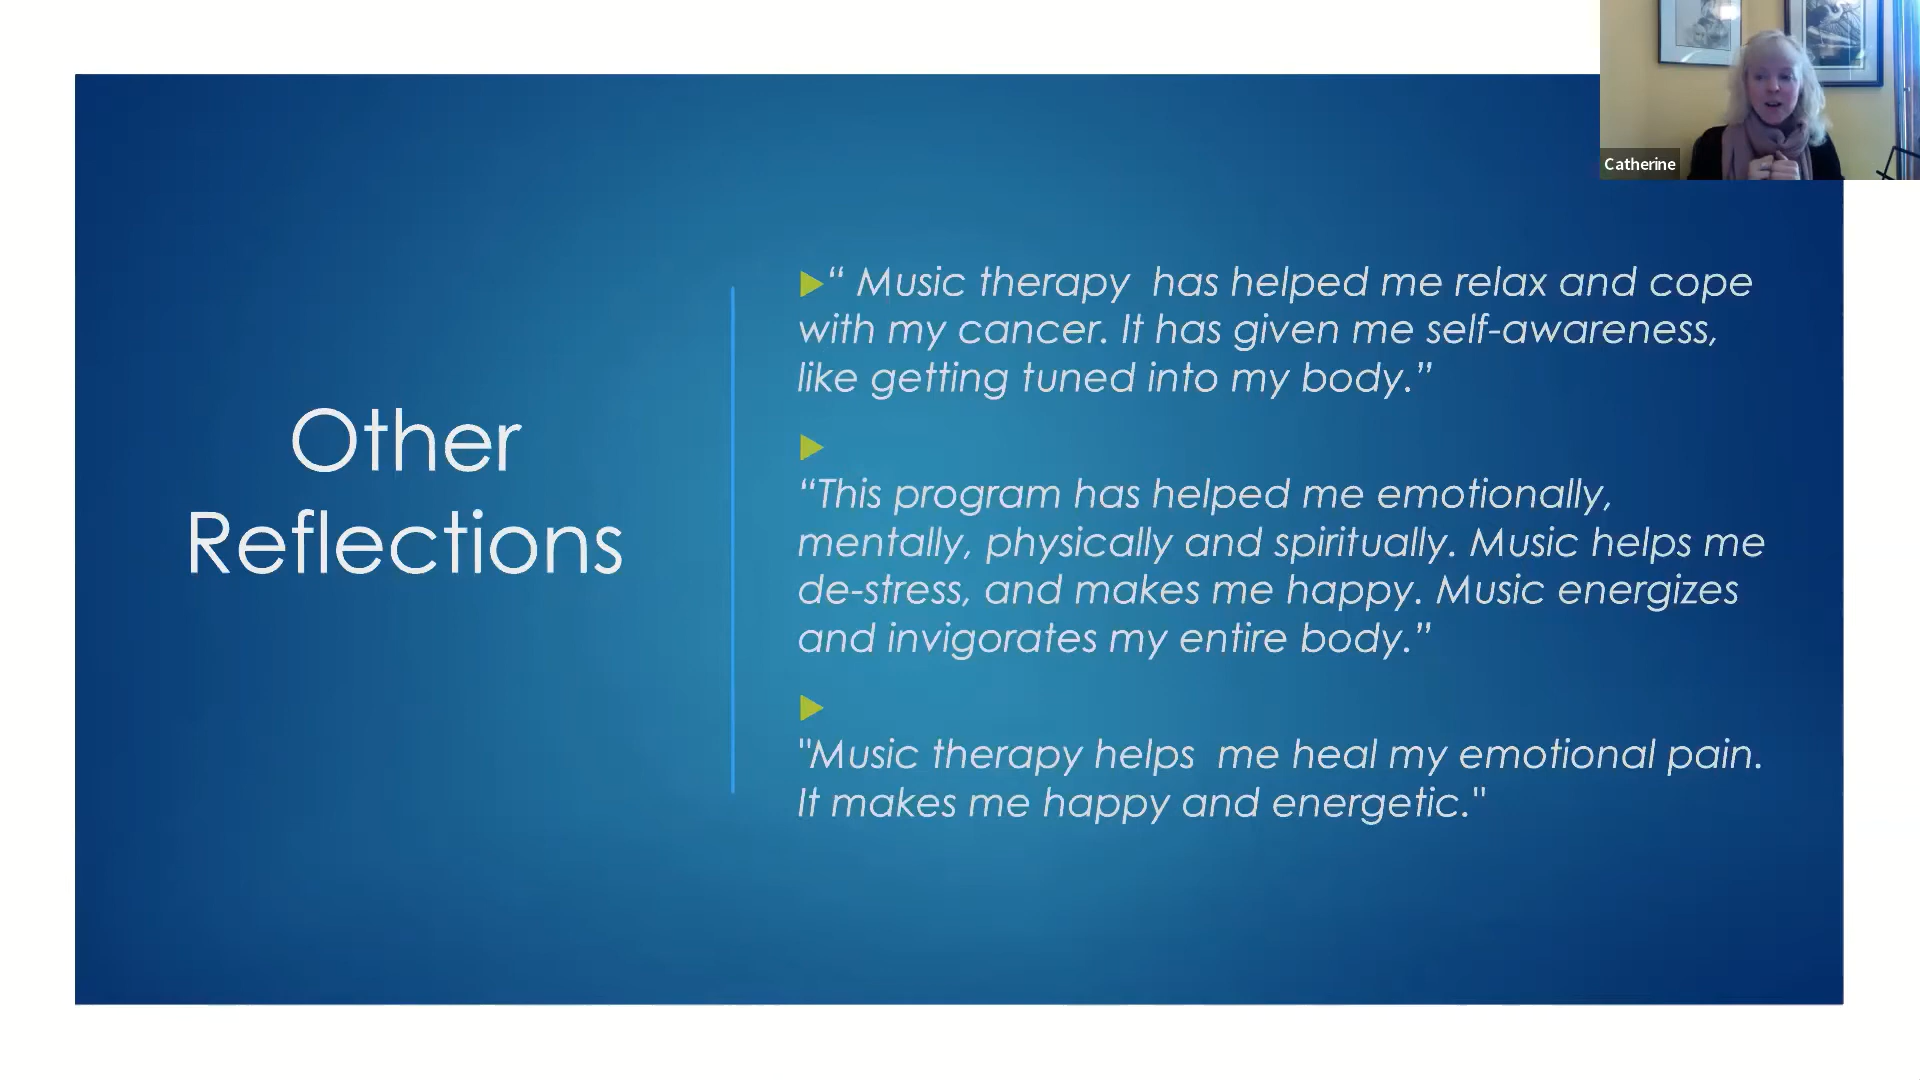 Catherine
Other
Reflections
“ Music therapy  has helped me relax and cope
with my cancer. It has given me self-awareness,
like getting tuned into my body.”
“This program has helped me emotionally,
mentally, physically and spiritually. Music helps me
de-stress, and makes me happy. Music energizes
and invigorates my entire body.”
"Music therapy helps  me heal my emotional pain.
It makes me happy and energetic."